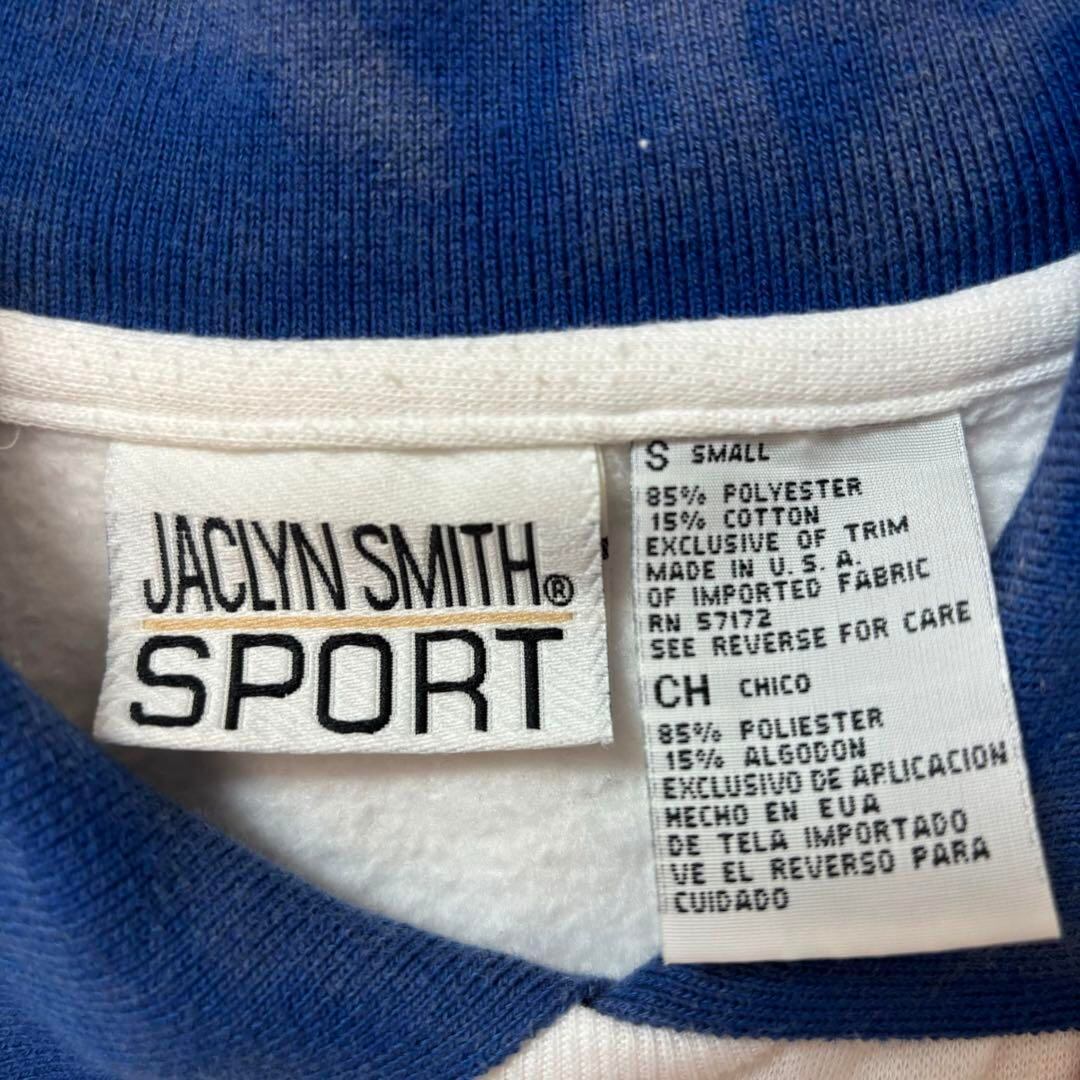 JACLYN SMITH®
SPORT
S SMALL
85% POLYESTER
15% COTTON
EXCLUSIVE OF TRIM
MADE IN U.S.A.
OF IMPORTED FABRIC
RN 57172
SEE REVERSE FOR CARE
CH CHICO
85% POLIESTER
15% ALGODON
EXCLUSIVO DE APLICACION
HECHO EN EUA
DE TELA IMPORTADO
VE EL REVERSO PARA
CUIDADO